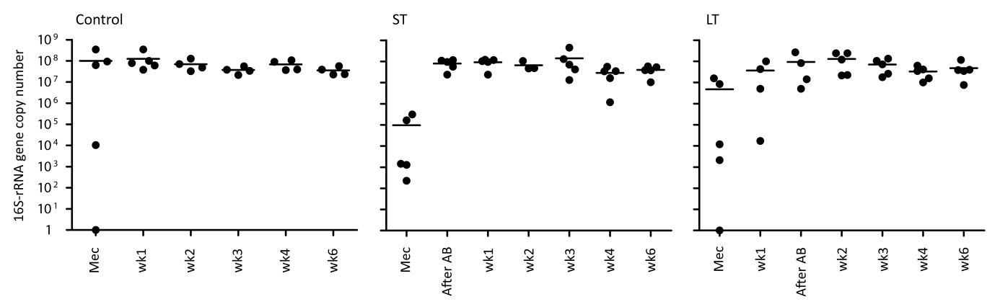 Control ST LT
16S-rRNA gene copy number
10⁹
10⁸
10⁷
10⁶
10⁵
10⁴
10³
10²
10¹
1
Mec wk1 wk2 wk3 wk4 wk6
Mec After AB wk1 wk2 wk3 wk4 wk6
Mec wk1 After AB wk2 wk3 wk4 wk6